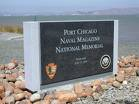 PORT CHICAGO
NAVAL MAGAZINE
NATIONAL MEMORIAL